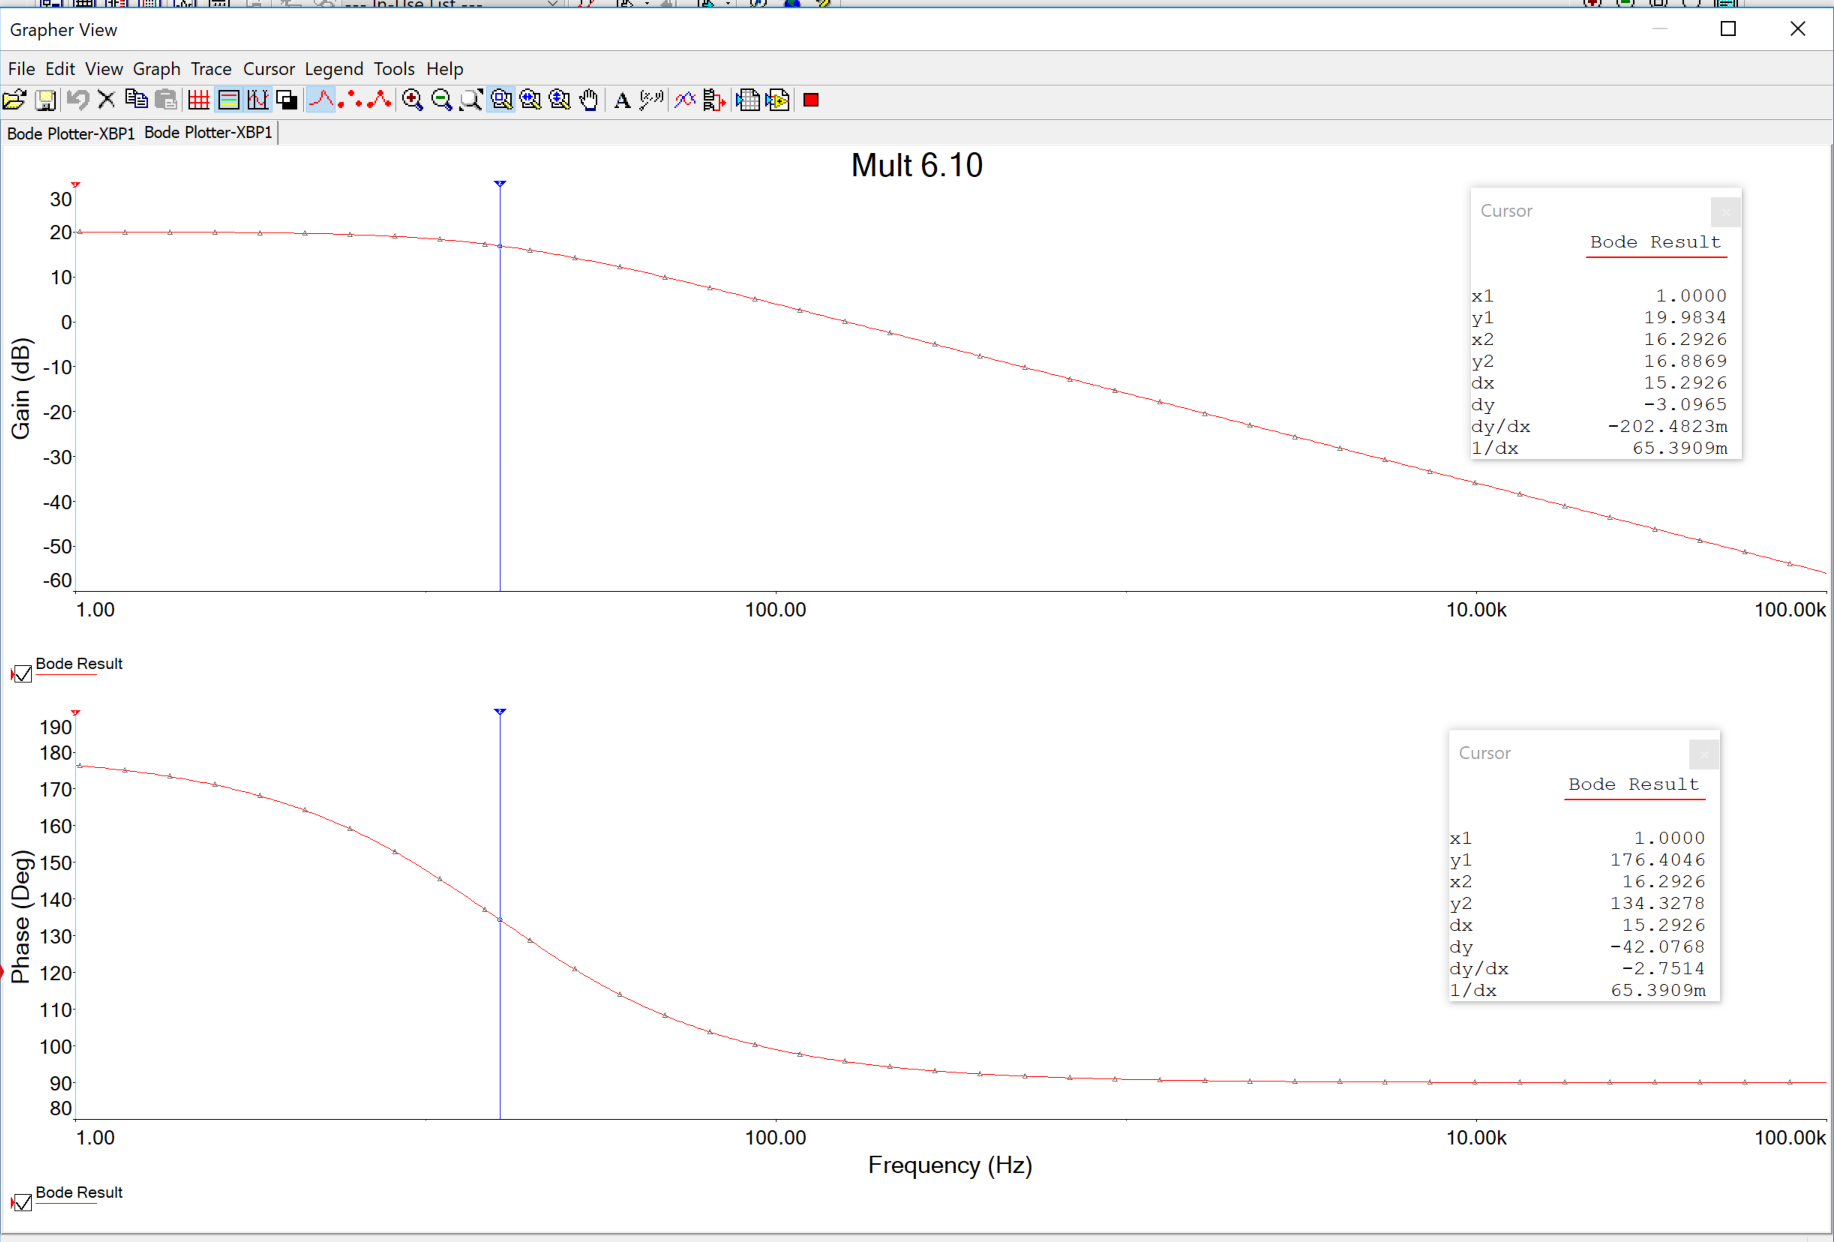 --- In-Use List ---
Grapher View
File Edit View Graph Trace Cursor Legend Tools Help
Bode Plotter-XBP1 Bode Plotter-XBP1
Mult 6.10
Gain (dB)
30
20
10
0
-10
-20
-30
-40
-50
-60
1.00 100.00 10.00k 100.00k
Cursor
Bode Result
x1 1.0000
y1 19.9834
x2 16.2926
y2 16.8869
dx 15.2926
dy -3.0965
dy/dx -202.4823m
1/dx 65.3909m
Bode Result
Phase (Deg)
190
180
170
160
150
140
130
120
110
100
90
80
1.00 100.00 10.00k 100.00k
Frequency (Hz)
Cursor
Bode Result
x1 1.0000
y1 176.4046
x2 16.2926
y2 134.3278
dx 15.2926
dy -42.0768
dy/dx -2.7514
1/dx 65.3909m
Bode Result